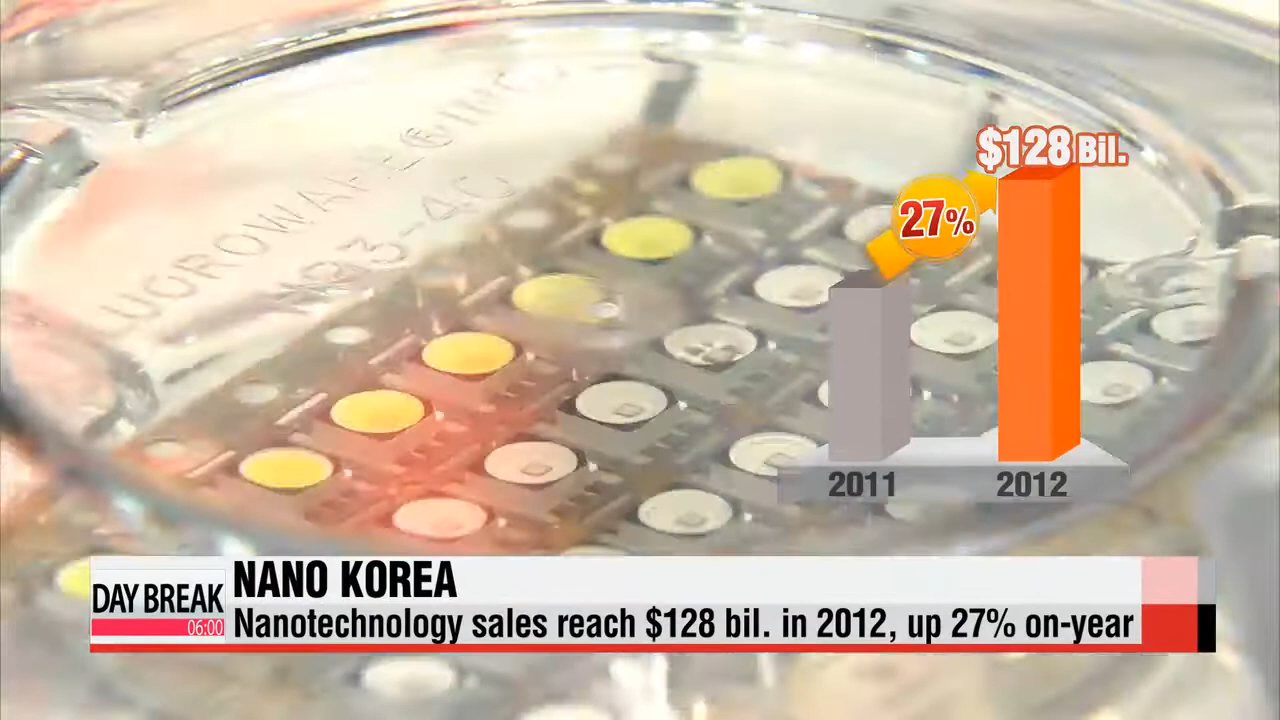 $128 Bil.
27%
2011
2012
DAY BREAK
06:00
NANO KOREA
Nanotechnology sales reach $128 bil. in 2012, up 27% on-year